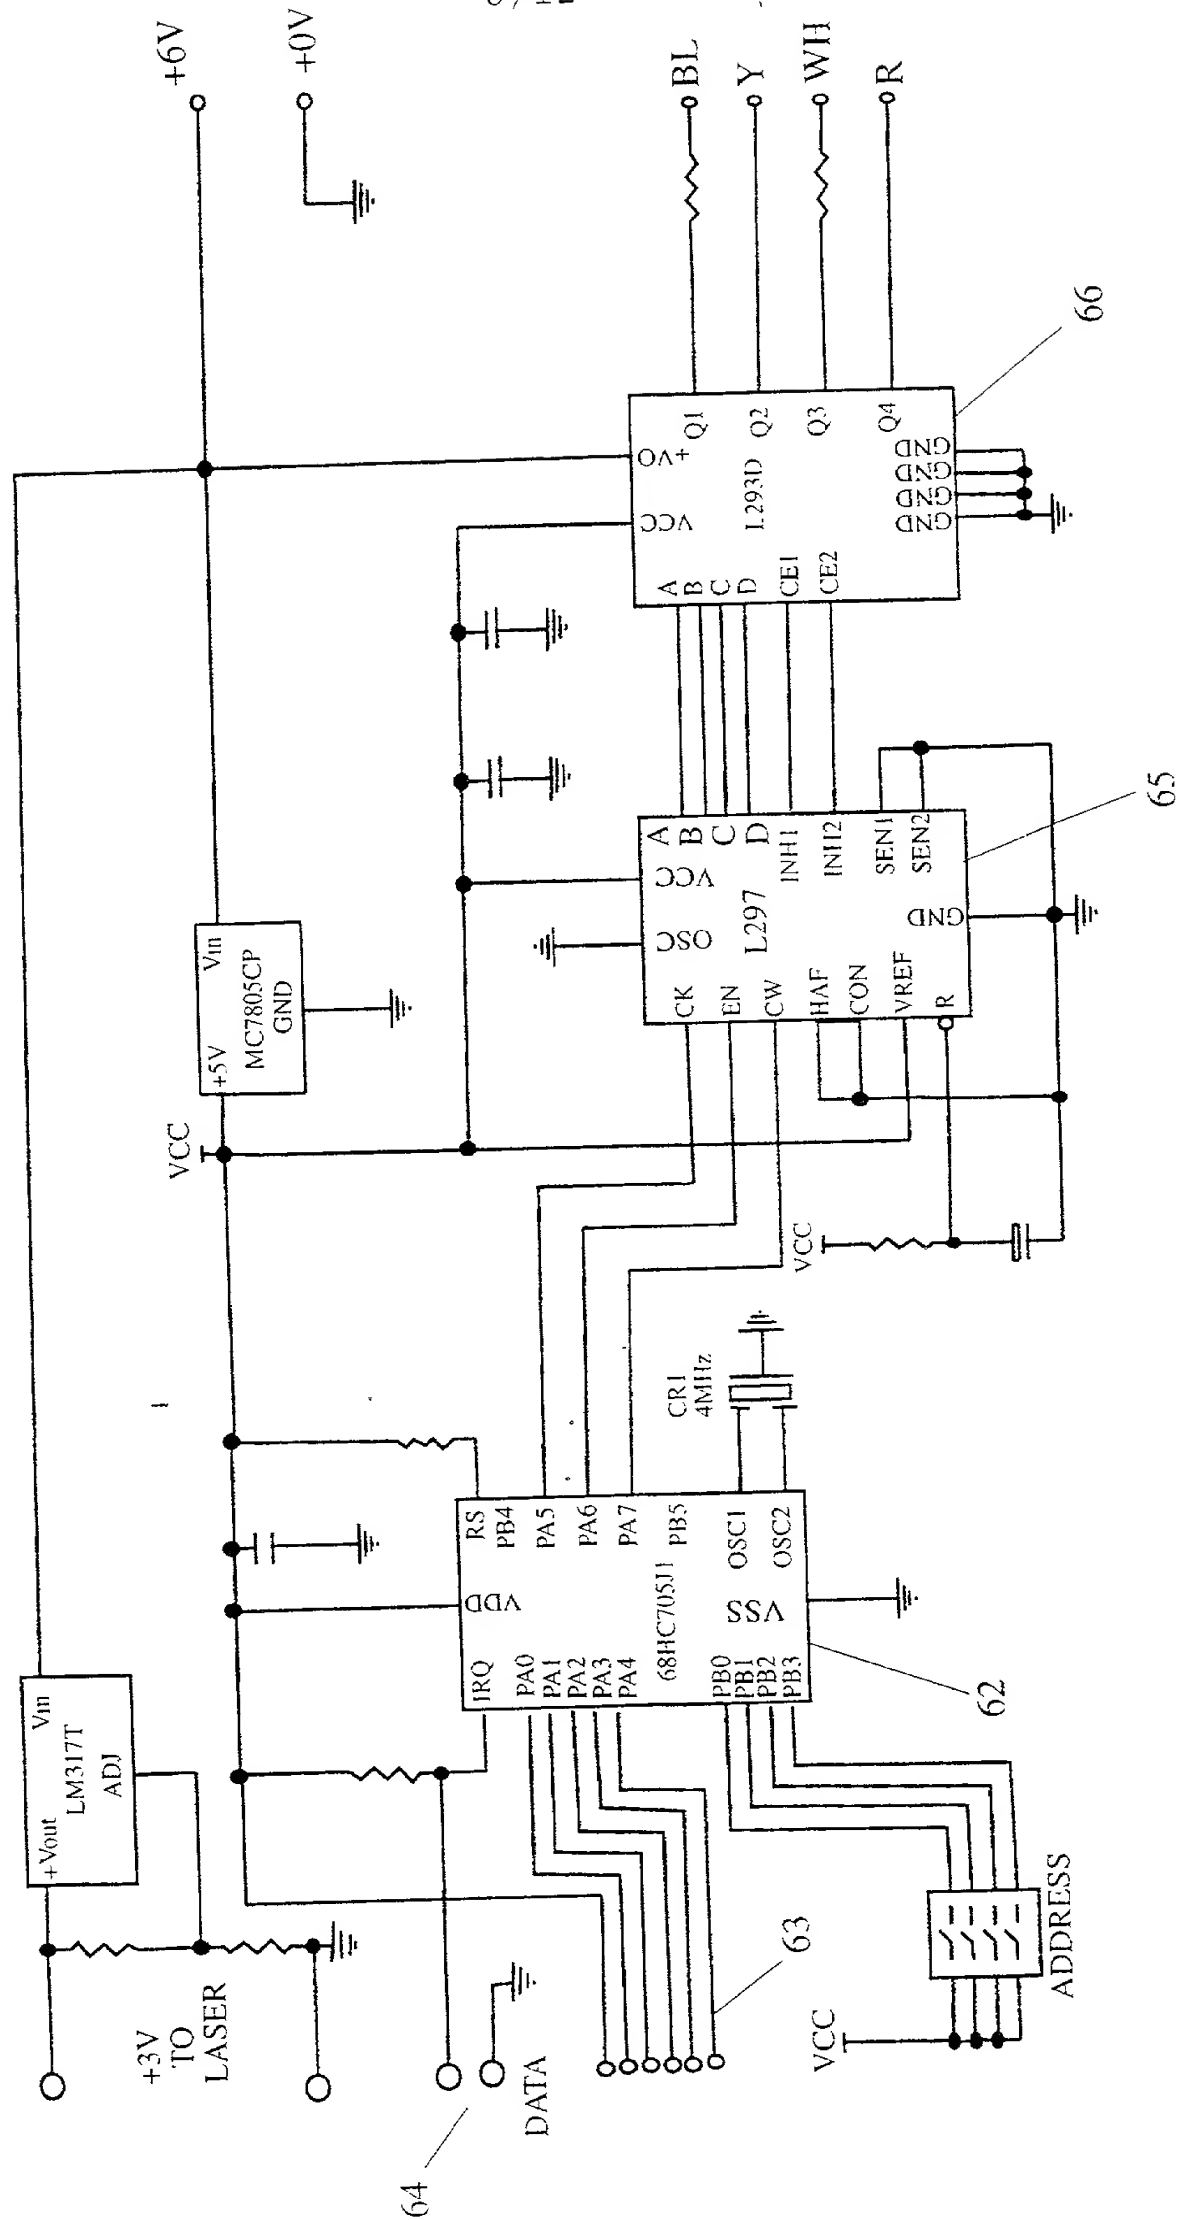 +6V
+0V
BL
Y
WH
R
66
+VO
VCC
L293D
Q1
Q2
Q3
Q4
GND
GND
GND
GND
A
B
C
D
CE1
CE2
65
A
B
C
D
INH1
INH2
SEN1
SEN2
VCC
OSC
L297
GND
CK
EN
CW
HAF
CON
VREF
R
Vin
MC7805CP
GND
+5V
VCC
VCC
CR1
4MHz
RS
PB4
PA5
PA6
PA7
PB5
OSC1
OSC2
VDD
68HC705J1
VSS
IRQ
PA0
PA1
PA2
PA3
PA4
PB0
PB1
PB2
PB3
62
Vin
LM317T
ADJ
+Vout
+3V
TO
LASER
DATA
64
63
VCC
ADDRESS